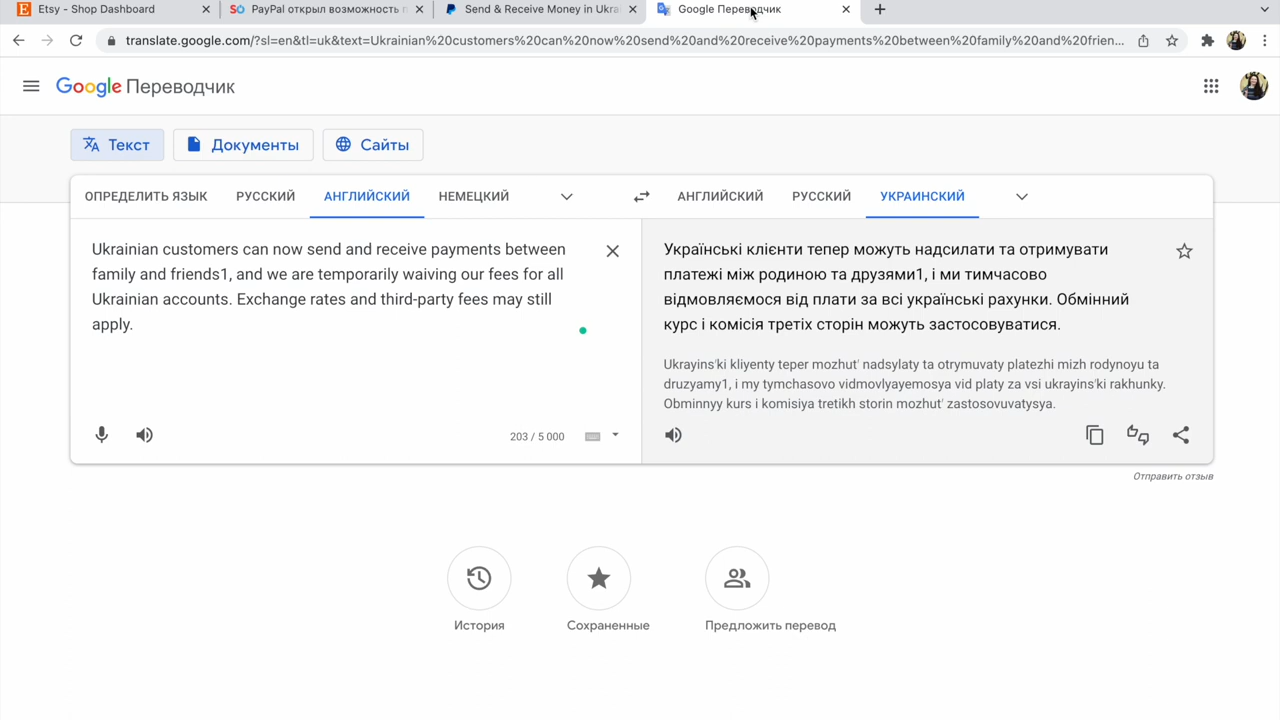 Etsy - Shop Dashboard
PayPal открыл возможность п
Send & Receive Money in Ukra
Google Переводчик
translate.google.com/?sl=en&tl=uk&text=Ukrainian%20customers%20can%20now%20send%20and%20receive%20payments%20between%20family%20and%20frien...
Google Переводчик
Текст
Документы
Сайты
ОПРЕДЕЛИТЬ ЯЗЫК
РУССКИЙ
АНГЛИЙСКИЙ
НЕМЕЦКИЙ
АНГЛИЙСКИЙ
РУССКИЙ
УКРАИНСКИЙ
Ukrainian customers can now send and receive payments between
family and friends1, and we are temporarily waiving our fees for all
Ukrainian accounts. Exchange rates and third-party fees may still
apply.
203 / 5 000
Українські клієнти тепер можуть надсилати та отримувати
платежі між родиною та друзями1, і ми тимчасово
відмовляємося від плати за всі українські рахунки. Обмінний
курс і комісія третіх сторін можуть застосовуватися.
Ukrayinsʹki kliyenty teper mozhutʹ nadsylaty ta otrymuvaty platezhi mizh rodynoyu ta
druzyamy1, i my tymchasovo vidmovlyayemosya vid platy za vsi ukrayinsʹki rakhunky.
Obminnyy kurs i komisiya tretikh storin mozhutʹ zastosovuvatysya.
Отправить отзыв
История
Сохраненные
Предложить перевод